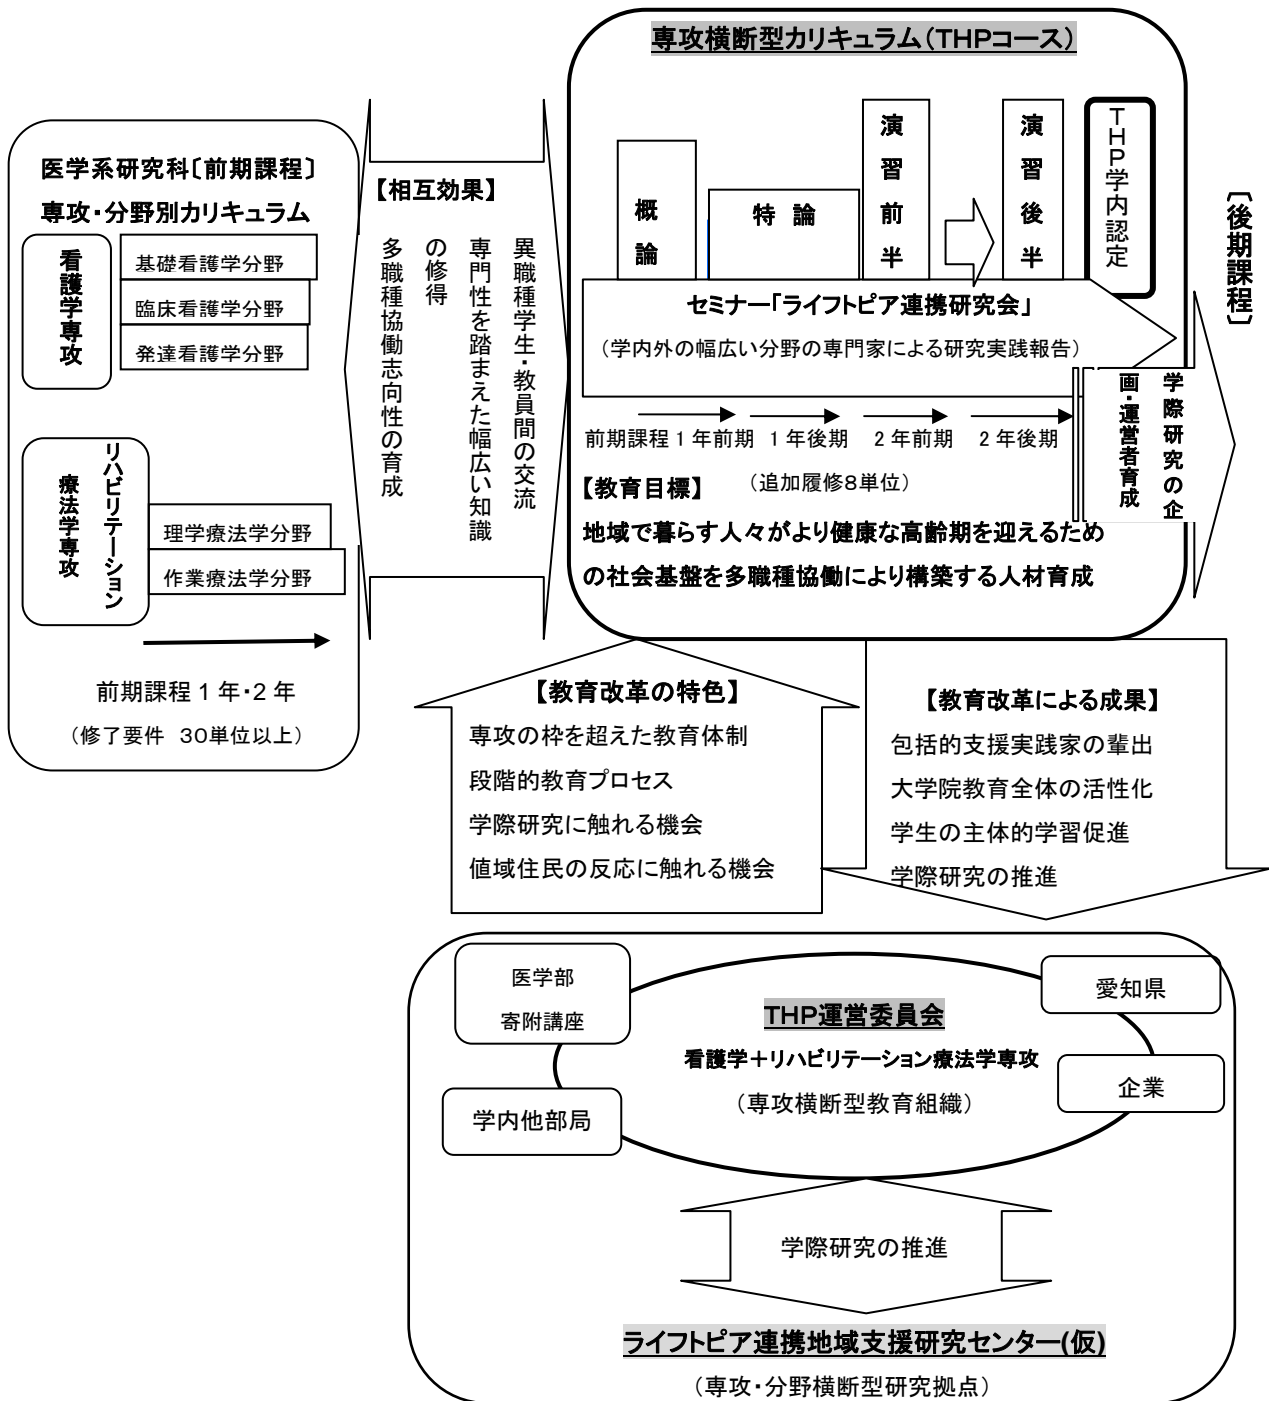 専攻横断型カリキュラム（THPコース）
医学系研究科〔前期課程〕
専攻・分野別カリキュラム
看護学専攻
基礎看護学分野
臨床看護学分野
発達看護学分野
リハビリテーション
療法学専攻
理学療法学分野
作業療法学分野
前期課程１年・２年
（修了要件　30単位以上）
【相互効果】
異職種学生・教員間の交流
専門性を踏まえた幅広い知識
の修得
多職種協働志向性の育成
概論
特 論
演習前半
演習後半
THP学内認定
セミナー「ライフトピア連携研究会」
（学内外の幅広い分野の専門家による研究実践報告）
前期課程１年前期
１年後期
２年前期
２年後期
【教育目標】
（追加履修８単位）
地域で暮らす人々がより健康な高齢期を迎えるため
の社会基盤を多職種協働により構築する人材育成
学際研究の企
画・運営者育成
〔後期課程〕
【教育改革の特色】
専攻の枠を超えた教育体制
段階的教育プロセス
学際研究に触れる機会
値域住民の反応に触れる機会
【教育改革による成果】
包括的支援実践家の輩出
大学院教育全体の活性化
学生の主体的学習促進
学際研究の推進
医学部
寄附講座
愛知県
THP運営委員会
看護学＋リハビリテーション療法学専攻
（専攻横断型教育組織）
学内他部局
企業
学際研究の推進
ライフトピア連携地域支援研究センター(仮)
（専攻・分野横断型研究拠点）